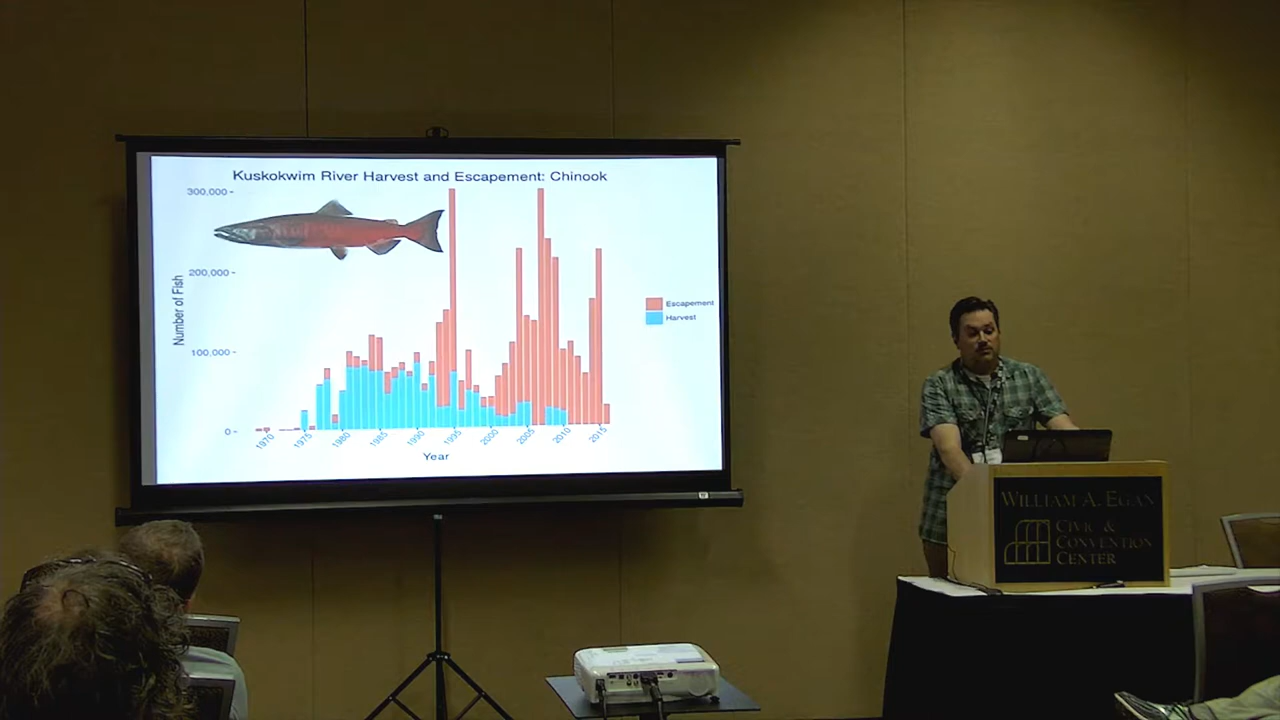 Kuskokwim River Harvest and Escapement: Chinook
300,000
200,000
100,000
0
Number of Fish
Escapement
Harvest
1970
1975
1980
1985
1990
1995
2000
2005
2010
2015
Year
WILLIAM A. EGAN
CIVIC &
CONVENTION
CENTER